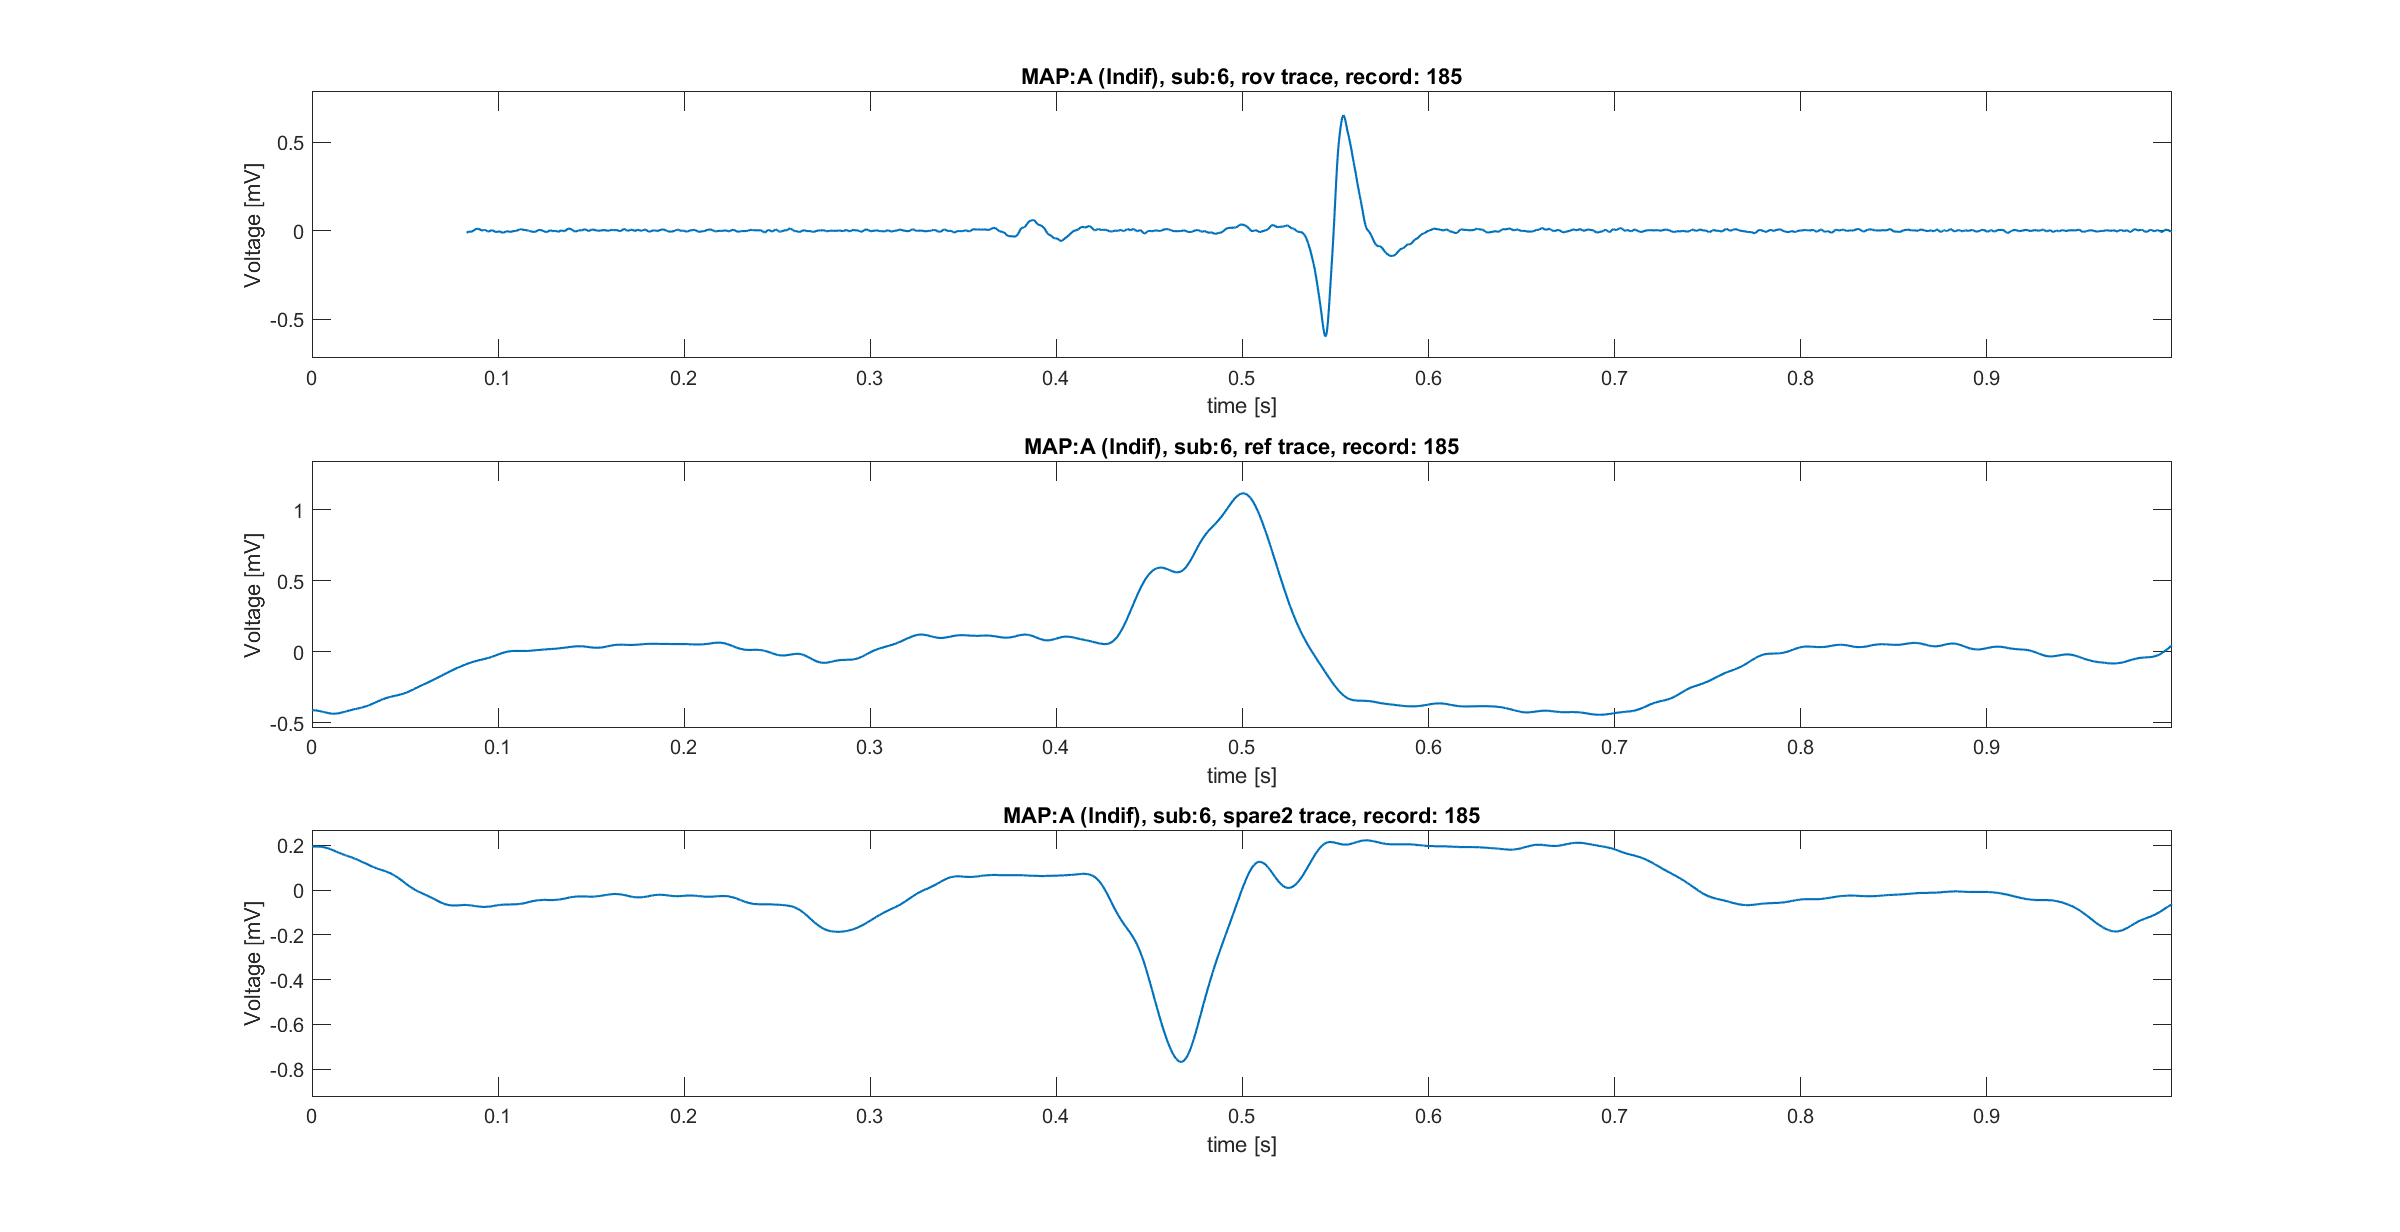 MAP:A (Indif), sub:6, rov trace, record: 185
Voltage [mV]
0.5
0
-0.5
0 0.1 0.2 0.3 0.4 0.5 0.6 0.7 0.8 0.9
time [s]
MAP:A (Indif), sub:6, ref trace, record: 185
Voltage [mV]
1
0.5
0
-0.5
0 0.1 0.2 0.3 0.4 0.5 0.6 0.7 0.8 0.9
time [s]
MAP:A (Indif), sub:6, spare2 trace, record: 185
Voltage [mV]
0.2
0
-0.2
-0.4
-0.6
-0.8
0 0.1 0.2 0.3 0.4 0.5 0.6 0.7 0.8 0.9
time [s]